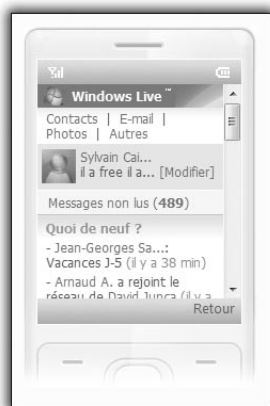 Windows Live ™
Contacts | E-mail |
Photos | Autres
Sylvain Cai...
il a free il a... [Modifier]
Messages non lus (489)
Quoi de neuf ?
- Jean-Georges Sa...:
Vacances J-5 (il y a 38 min)
- Arnaud A. a rejoint le
réseau de David Junca (il y a
Retour